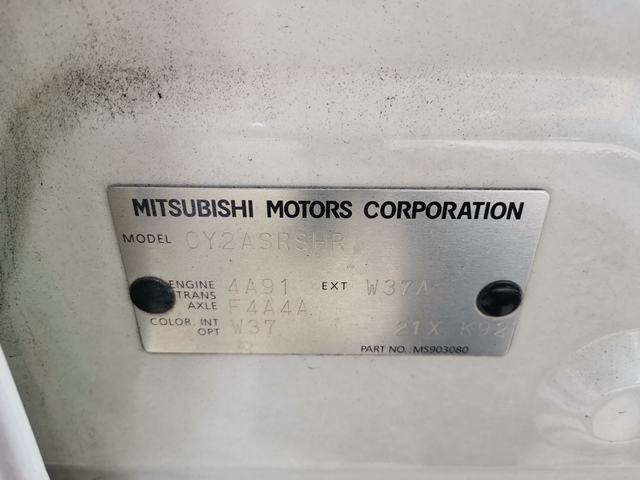 MITSUBISHI MOTORS CORPORATION
MODEL CY2ASRSHR
ENGINE 4A91 EXT W37A
TRANS AXLE F4A4A
COLOR, INT W37 21X K92
OPT
PART NO.:MS903080